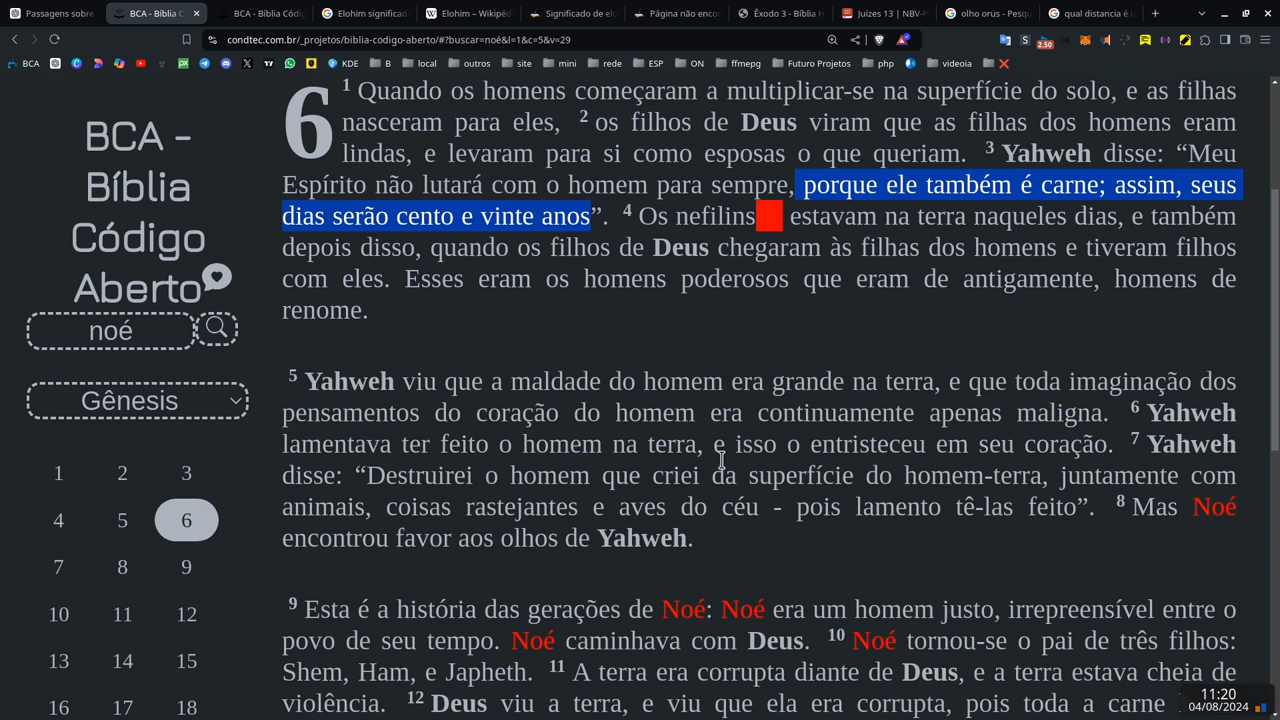 Passagens sobre
BCA - Bíblia C
BCA - Bíblia Códig
Elohim significad
Elohim – Wikipéd
Significado de elo
Página não enco
Êxodo 3 - Bíblia H
Juízes 13 | NBV-P
olho orus - Pesqu
qual distancia é u
condtec.com.br/_projetos/biblia-codigo-aberto/#?buscar=noé&l=1&c=5&v=29
2.50
BCA
KDE
B
local
outros
site
mini
rede
ESP
ON
ffmepg
Futuro Projetos
php
videoia
BCA -
Bíblia
Código
Aberto
noé
Gênesis
1 2 3
4 5 6
7 8 9
10 11 12
13 14 15
16 17 18
6 1 Quando os homens começaram a multiplicar-se na superfície do solo, e as filhas
nasceram para eles, 2 os filhos de Deus viram que as filhas dos homens eram
lindas, e levaram para si como esposas o que queriam. 3 Yahweh disse: “Meu
Espírito não lutará com o homem para sempre, porque ele também é carne; assim, seus
dias serão cento e vinte anos”. 4 Os nefilins estavam na terra naqueles dias, e também
depois disso, quando os filhos de Deus chegaram às filhas dos homens e tiveram filhos
com eles. Esses eram os homens poderosos que eram de antigamente, homens de
renome.
5 Yahweh viu que a maldade do homem era grande na terra, e que toda imaginação dos
pensamentos do coração do homem era continuamente apenas maligna. 6 Yahweh
lamentava ter feito o homem na terra, e isso o entristeceu em seu coração. 7 Yahweh
disse: “Destruirei o homem que criei da superfície do homem-terra, juntamente com
animais, coisas rastejantes e aves do céu - pois lamento tê-las feito”. 8 Mas Noé
encontrou favor aos olhos de Yahweh.
9 Esta é a história das gerações de Noé: Noé era um homem justo, irrepreensível entre o
povo de seu tempo. Noé caminhava com Deus. 10 Noé tornou-se o pai de três filhos:
Shem, Ham, e Japheth. 11 A terra era corrupta diante de Deus, e a terra estava cheia de
violência. 12 Deus viu a terra, e viu que ela era corrupta, pois toda a carne
11:20
04/08/2024